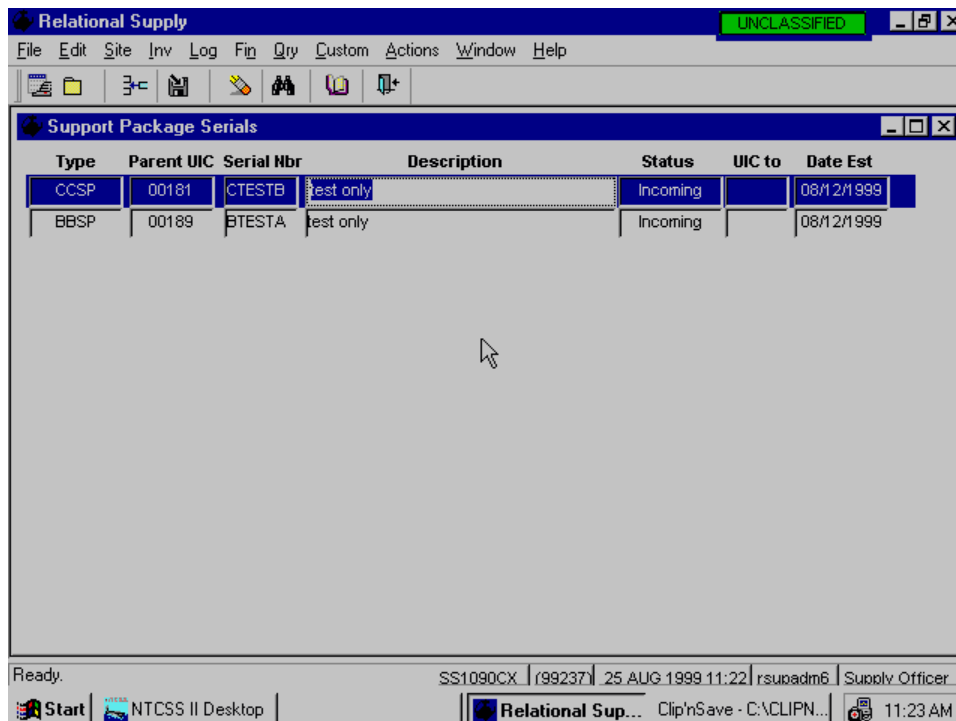 Relational Supply UNCLASSIFIED
File Edit Site Inv Log Fin Qry Custom Actions Window Help
Support Package Serials
Type Parent UIC Serial Nbr Description Status UIC to Date Est
CCSP 00181 CTESTB test only Incoming 08/12/1999
BBSP 00189 BTESTA test only Incoming 08/12/1999
Ready. SS1090CX (99237) 25 AUG 1999 11:22 rsupadm6 Supply Officer
Start NTCSS II Desktop Relational Sup... Clip'nSave - C:\CLIPN... 11:23 AM